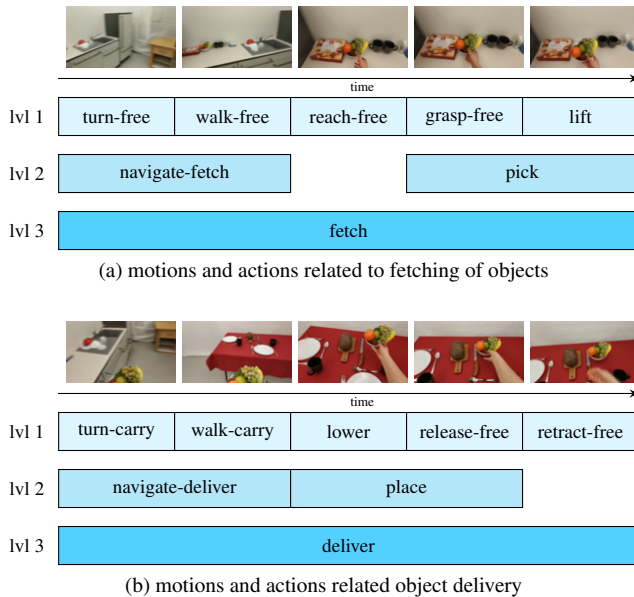 time
lvl 1 turn-free walk-free reach-free grasp-free lift
lvl 2 navigate-fetch pick
lvl 3 fetch
(a) motions and actions related to fetching of objects
time
lvl 1 turn-carry walk-carry lower release-free retract-free
lvl 2 navigate-deliver place
lvl 3 deliver
(b) motions and actions related object delivery